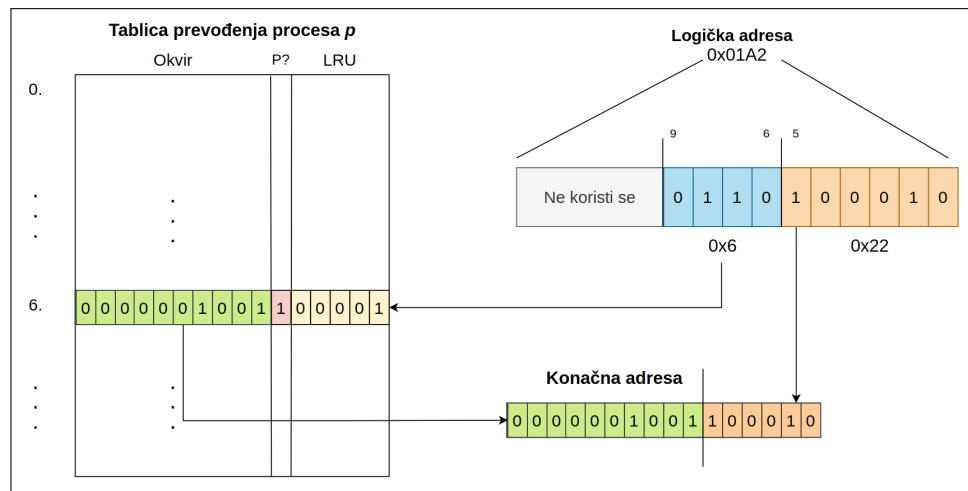 Tablica prevođenja procesa p
Okvir P? LRU
0.
6.
0 0 0 0 0 0 1 0 0 1 1 0 0 0 0 1
Logička adresa
0x01A2
9 6 5
Ne koristi se 0 1 1 0 1 0 0 0 1 0
0x6 0x22
Konačna adresa
0 0 0 0 0 0 1 0 0 1 1 0 0 0 1 0